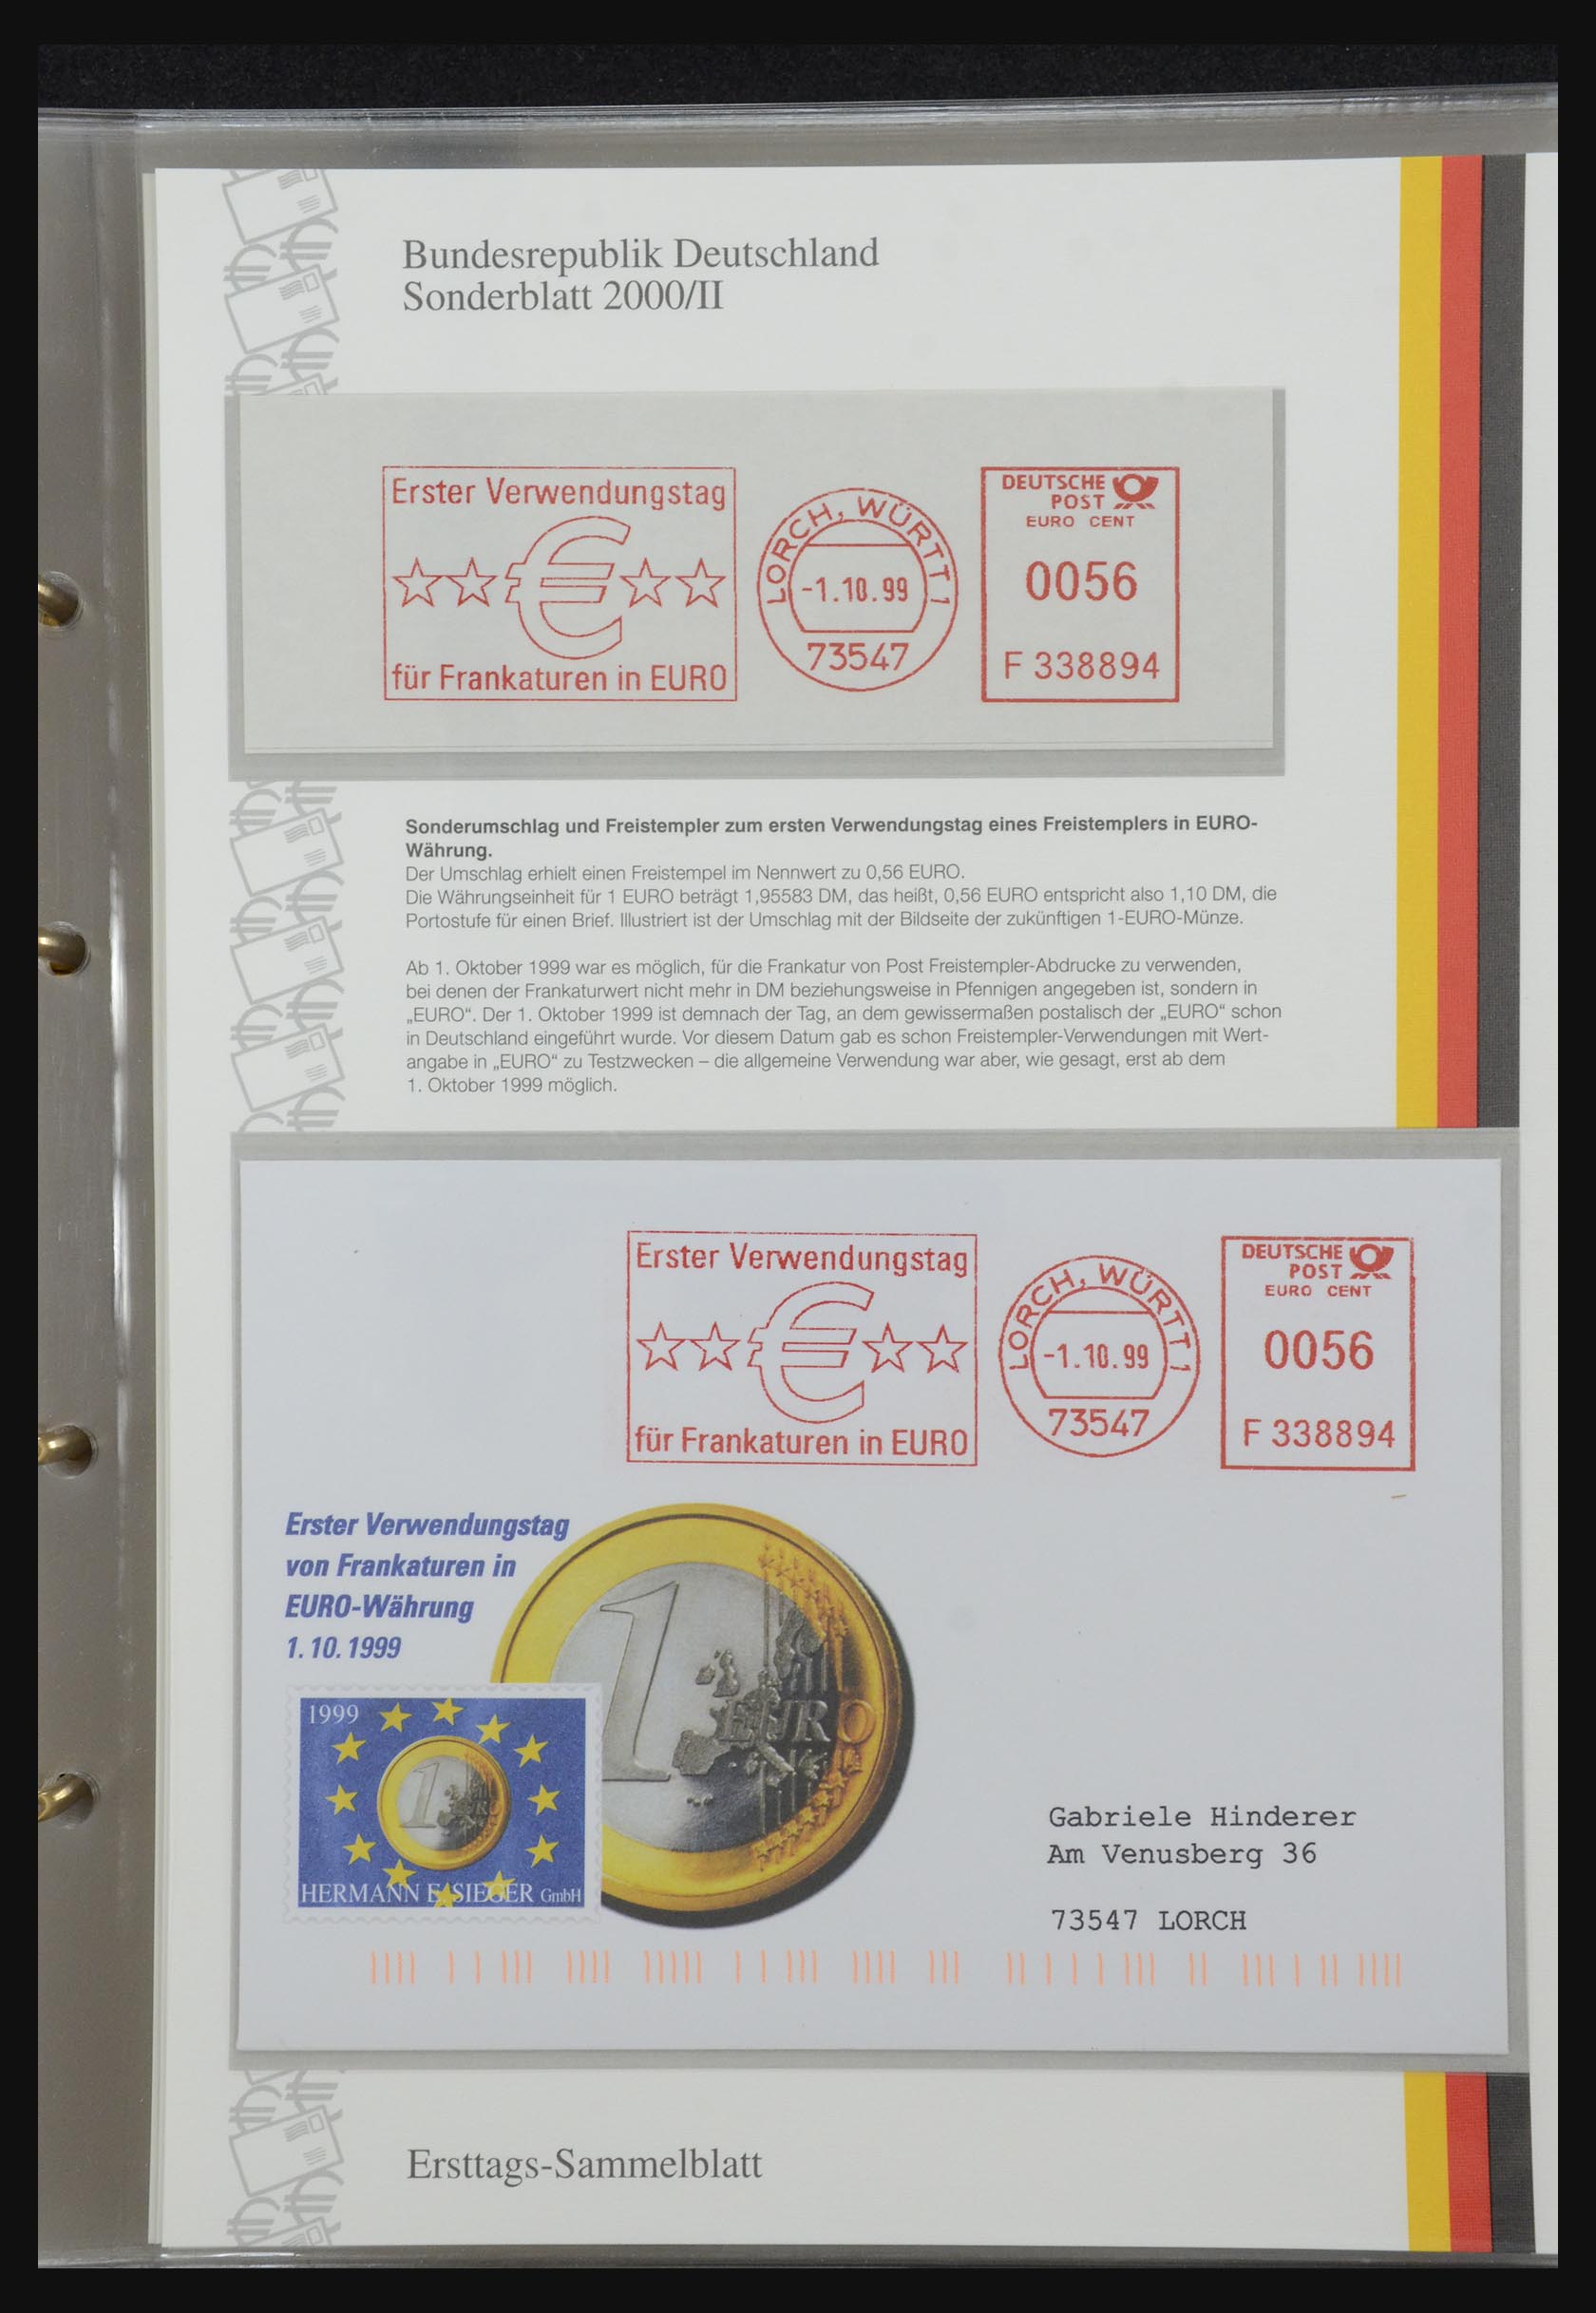 Bundesrepublik Deutschland
Sonderblatt 2000/II
Erster Verwendungstag
€
für Frankaturen in EURO
LORCH, WÜRTT 1
-1.10.99
73547
DEUTSCHE
POST
EURO CENT
0056
F 338894
Sonderumschlag und Freistempler zum ersten Verwendungstag eines Freistemplers in EURO-
Währung.
Der Umschlag erhielt einen Freistempel im Nennwert zu 0,56 EURO.
Die Währungseinheit für 1 EURO beträgt 1,95583 DM, das heißt, 0,56 EURO entspricht also 1,10 DM, die
Portostufe für einen Brief. Illustriert ist der Umschlag mit der Bildseite der zukünftigen 1-EURO-Münze.
Ab 1. Oktober 1999 war es möglich, für die Frankatur von Post Freistempler-Abdrucke zu verwenden,
bei denen der Frankaturwert nicht mehr in DM beziehungsweise in Pfennigen angegeben ist, sondern in
„EURO“. Der 1. Oktober 1999 ist demnach der Tag, an dem gewissermaßen postalisch der „EURO“ schon
in Deutschland eingeführt wurde. Vor diesem Datum gab es schon Freistempler-Verwendungen mit Wert-
angabe in „EURO“ zu Testzwecken – die allgemeine Verwendung war aber, wie gesagt, erst ab dem
1. Oktober 1999 möglich.
Erster Verwendungstag
€
für Frankaturen in EURO
LORCH, WÜRTT 1
-1.10.99
73547
DEUTSCHE
POST
EURO CENT
0056
F 338894
Erster Verwendungstag
von Frankaturen in
EURO-Währung
1. 10. 1999
1
EURO
1999
1
EURO
HERMANN E. SIEGER GmbH
Gabriele Hinderer
Am Venusberg 36
73547 LORCH
Ersttags-Sammelblatt